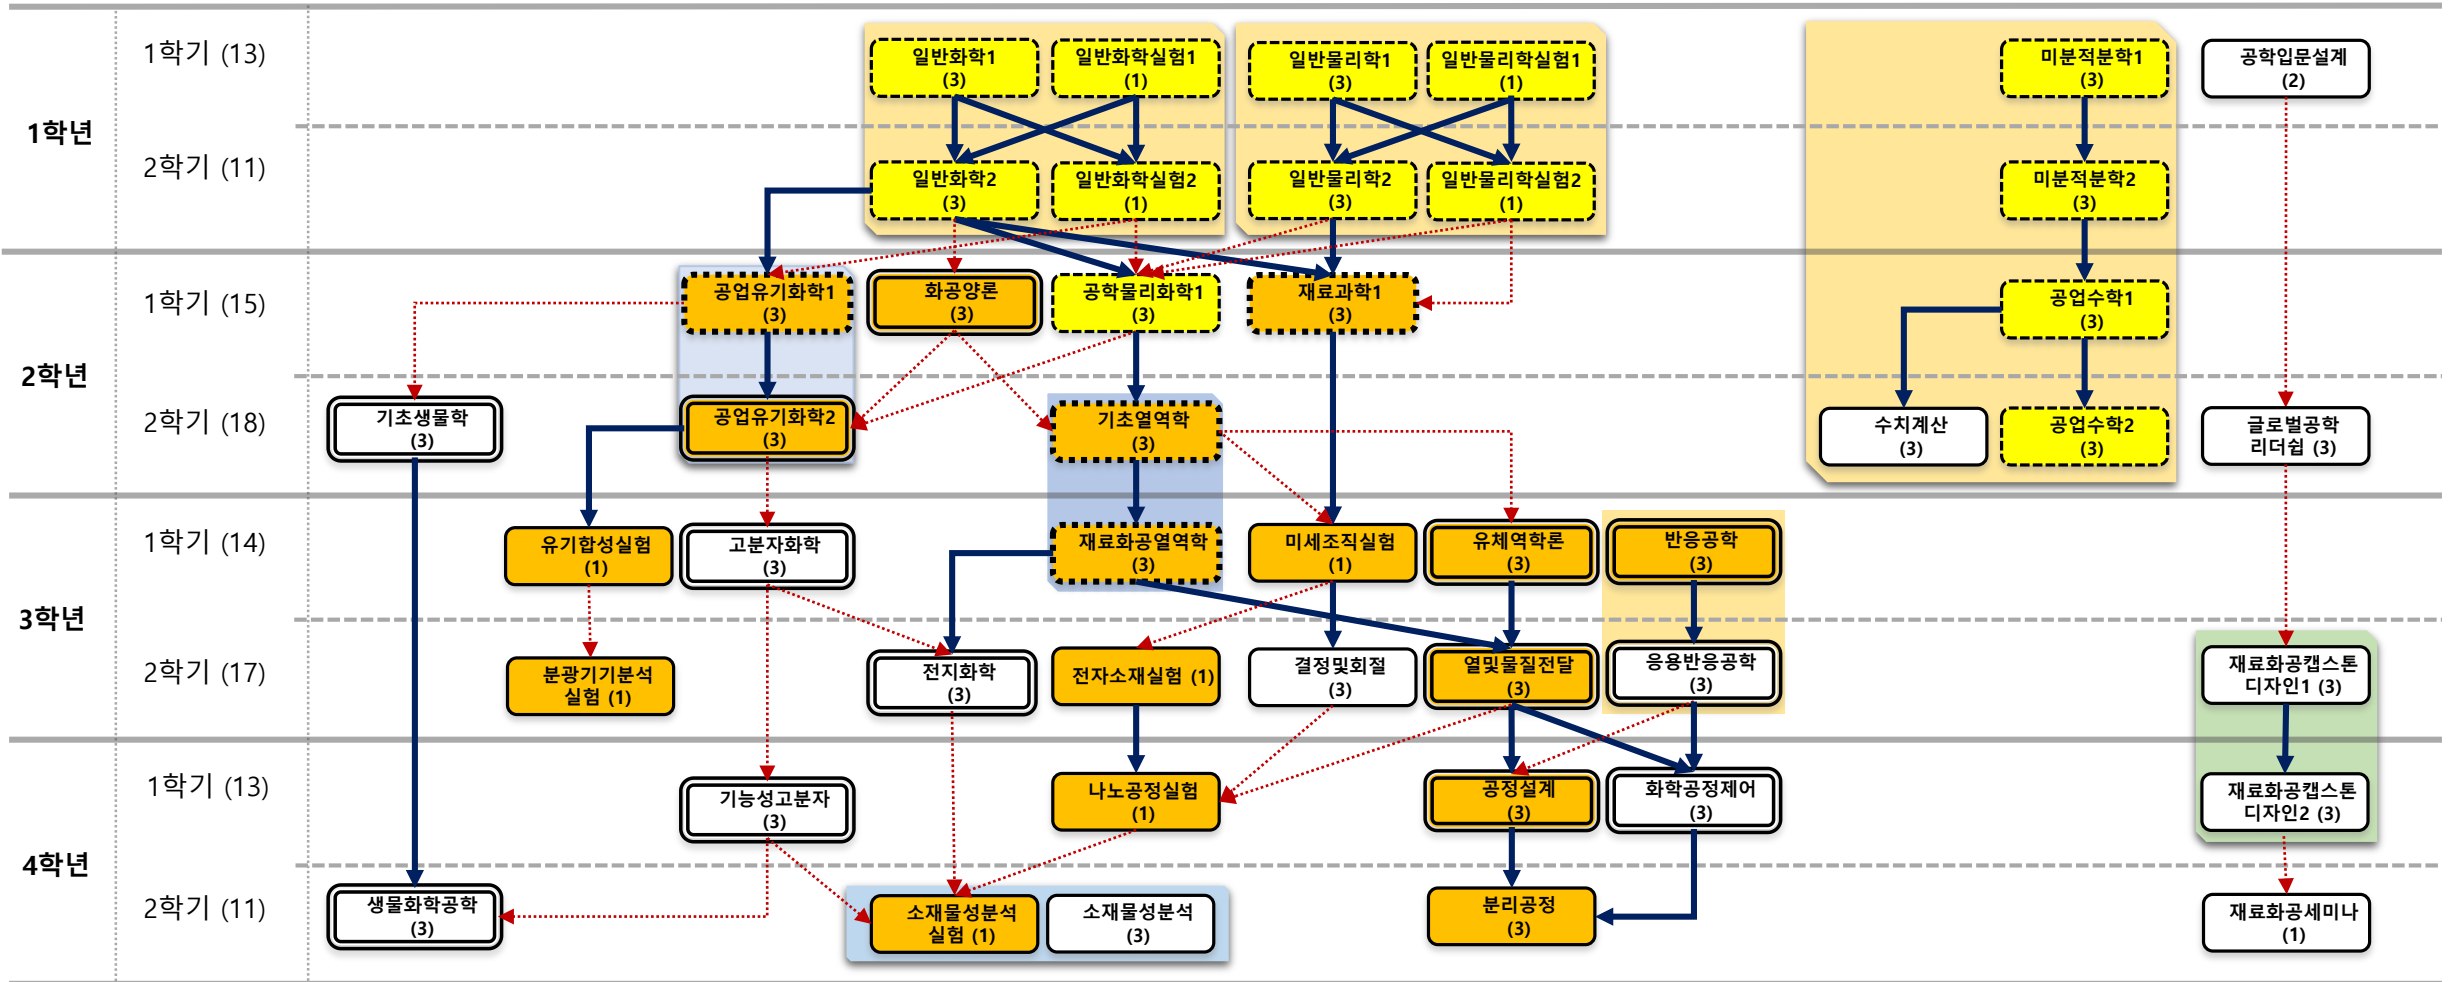 1학년
1학기 (13)
일반화학1
(3)
일반화학실험1
(1)
일반물리학1
(3)
일반물리학실험1
(1)
미분적분학1
(3)
공학입문설계
(2)
2학기 (11)
일반화학2
(3)
일반화학실험2
(1)
일반물리학2
(3)
일반물리학실험2
(1)
미분적분학2
(3)
2학년
1학기 (15)
공업유기화학1
(3)
화공양론
(3)
공학물리화학1
(3)
재료과학1
(3)
공업수학1
(3)
2학기 (18)
기초생물학
(3)
공업유기화학2
(3)
기초열역학
(3)
수치계산
(3)
공업수학2
(3)
글로벌공학
리더쉽 (3)
3학년
1학기 (14)
유기합성실험
(1)
고분자화학
(3)
재료화공열역학
(3)
미세조직실험
(1)
유체역학론
(3)
반응공학
(3)
2학기 (17)
분광기기분석
실험 (1)
전지화학
(3)
전자소재실험 (1)
결정및회절
(3)
열및물질전달
(3)
응용반응공학
(3)
재료화공캡스톤
디자인1 (3)
4학년
1학기 (13)
기능성고분자
(3)
나노공정실험
(1)
공정설계
(3)
화학공정제어
(3)
재료화공캡스톤
디자인2 (3)
2학기 (11)
생물화학공학
(3)
소재물성분석
실험 (1)
소재물성분석
(3)
분리공정
(3)
재료화공세미나
(1)